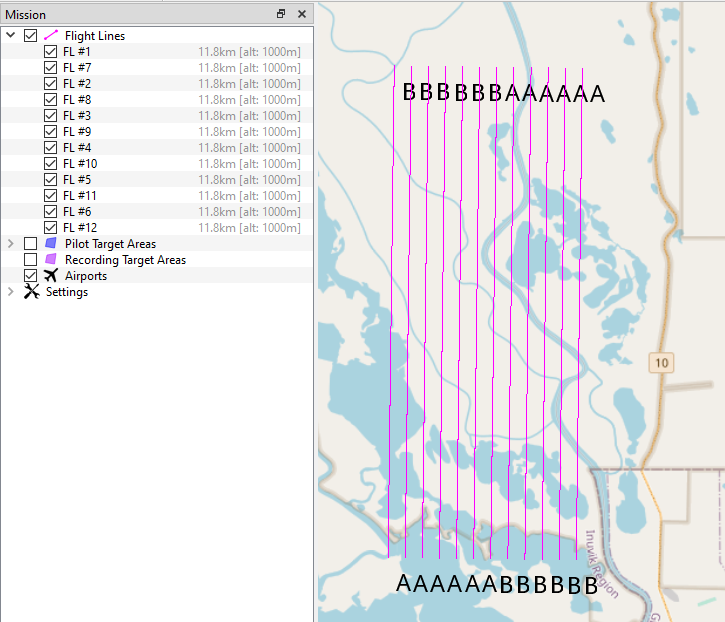 Mission
Flight Lines
FL #1 11.8km [alt: 1000m]
FL #7 11.8km [alt: 1000m]
FL #2 11.8km [alt: 1000m]
FL #8 11.8km [alt: 1000m]
FL #3 11.8km [alt: 1000m]
FL #9 11.8km [alt: 1000m]
FL #4 11.8km [alt: 1000m]
FL #10 11.8km [alt: 1000m]
FL #5 11.8km [alt: 1000m]
FL #11 11.8km [alt: 1000m]
FL #6 11.8km [alt: 1000m]
FL #12 11.8km [alt: 1000m]
Pilot Target Areas
Recording Target Areas
Airports
Settings
BBBBBBAAAAAA
10
Inuvik Region
AAAAAABBBBBB